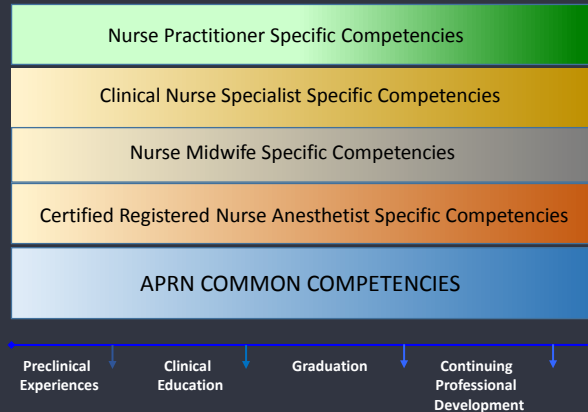 Nurse Practitioner Specific Competencies
Clinical Nurse Specialist Specific Competencies
Nurse Midwife Specific Competencies
Certified Registered Nurse Anesthetist Specific Competencies
APRN COMMON COMPETENCIES
Preclinical
Experiences
Clinical
Education
Graduation
Continuing
Professional
Development